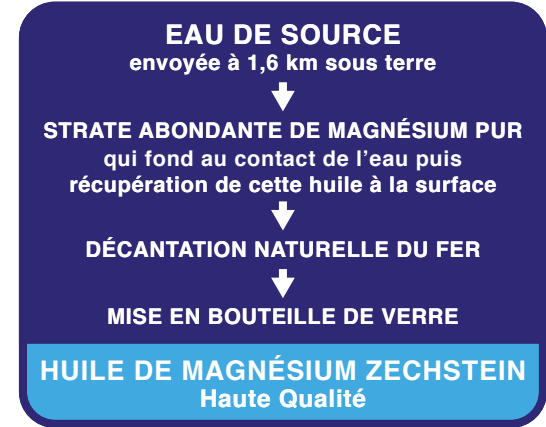 EAU DE SOURCE
envoyée à 1,6 km sous terre
STRATE ABONDANTE DE MAGNÉSIUM PUR
qui fond au contact de l'eau puis
récupération de cette huile à la surface
DÉCANTATION NATURELLE DU FER
MISE EN BOUTEILLE DE VERRE
HUILE DE MAGNÉSIUM ZECHSTEIN
Haute Qualité